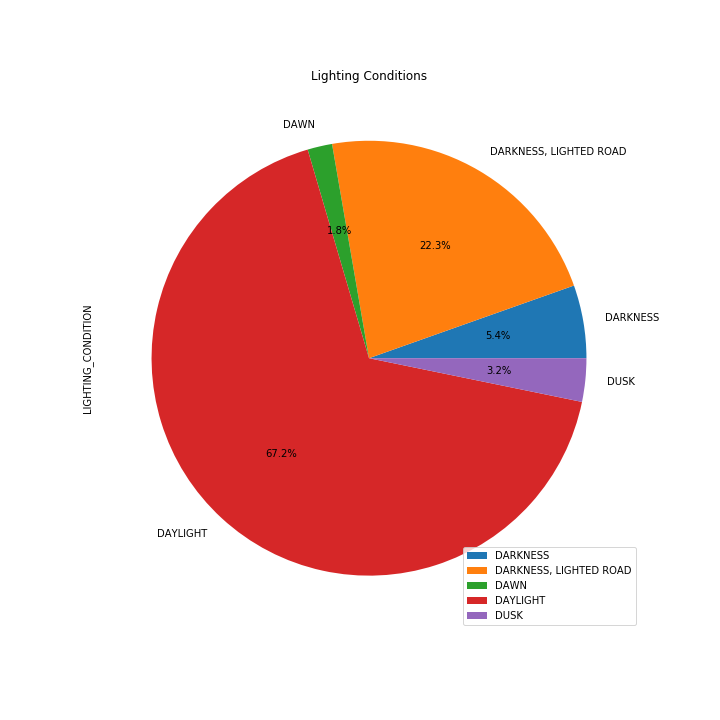 Lighting Conditions
DAWN
DARKNESS, LIGHTED ROAD
1.8%
22.3%
DARKNESS
5.4%
LIGHTING_CONDITION
3.2%
DUSK
67.2%
DAYLIGHT
DARKNESS
DARKNESS, LIGHTED ROAD
DAWN
DAYLIGHT
DUSK